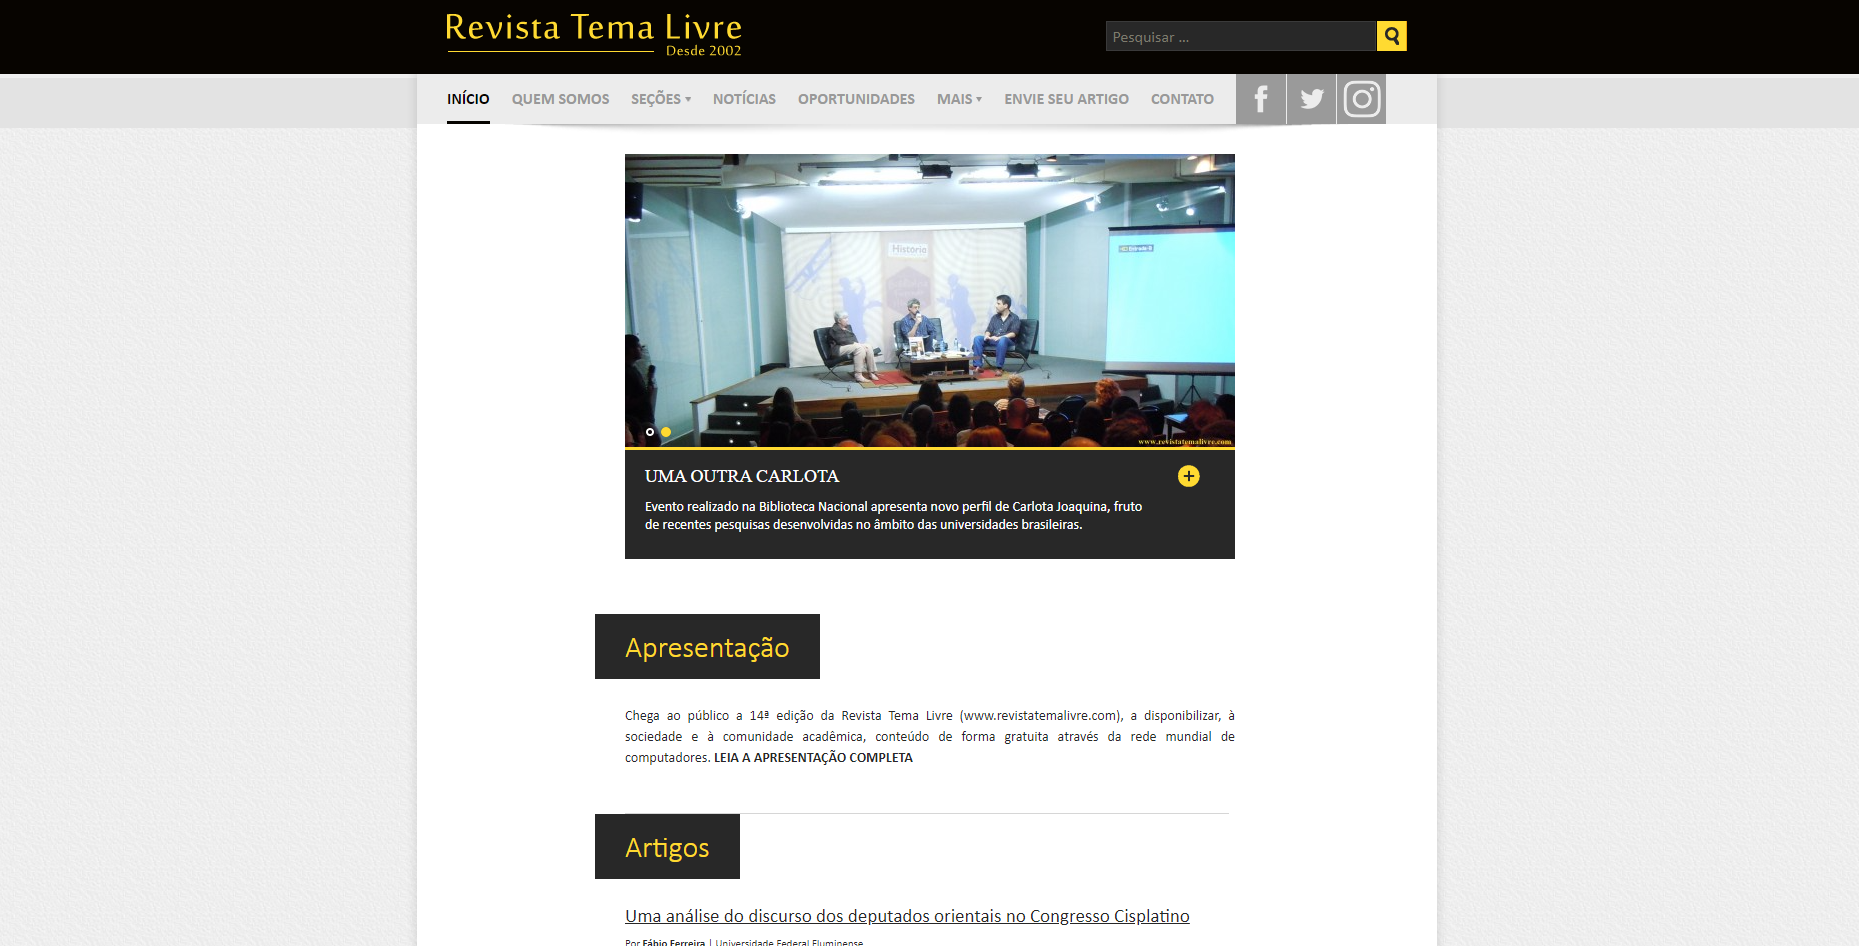 Revista Tema Livre
Desde 2002
Pesquisar ...
INÍCIO QUEM SOMOS SEÇÕES NOTÍCIAS OPORTUNIDADES MAIS ENVIE SEU ARTIGO CONTATO
História
Entrada 8
www.revistatemalivre.com
UMA OUTRA CARLOTA
Evento realizado na Biblioteca Nacional apresenta novo perfil de Carlota Joaquina, fruto
de recentes pesquisas desenvolvidas no âmbito das universidades brasileiras.
Apresentação
Chega ao público a 14ª edição da Revista Tema Livre (www.revistatemalivre.com), a disponibilizar, à
sociedade e à comunidade acadêmica, conteúdo de forma gratuita através da rede mundial de
computadores. LEIA A APRESENTAÇÃO COMPLETA
Artigos
Uma análise do discurso dos deputados orientais no Congresso Cisplatino
Por Fábio Ferreira | Universidade Federal Fluminense